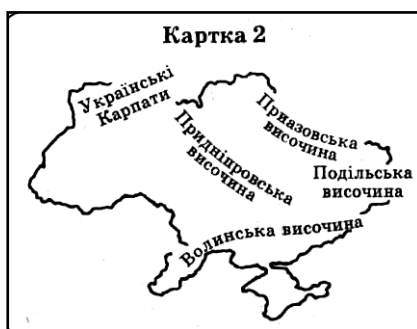 Картка 2
Українські
Карпати
Приазовська
височина
Придніпровська
височина
Подільська
височина
Волинська височина